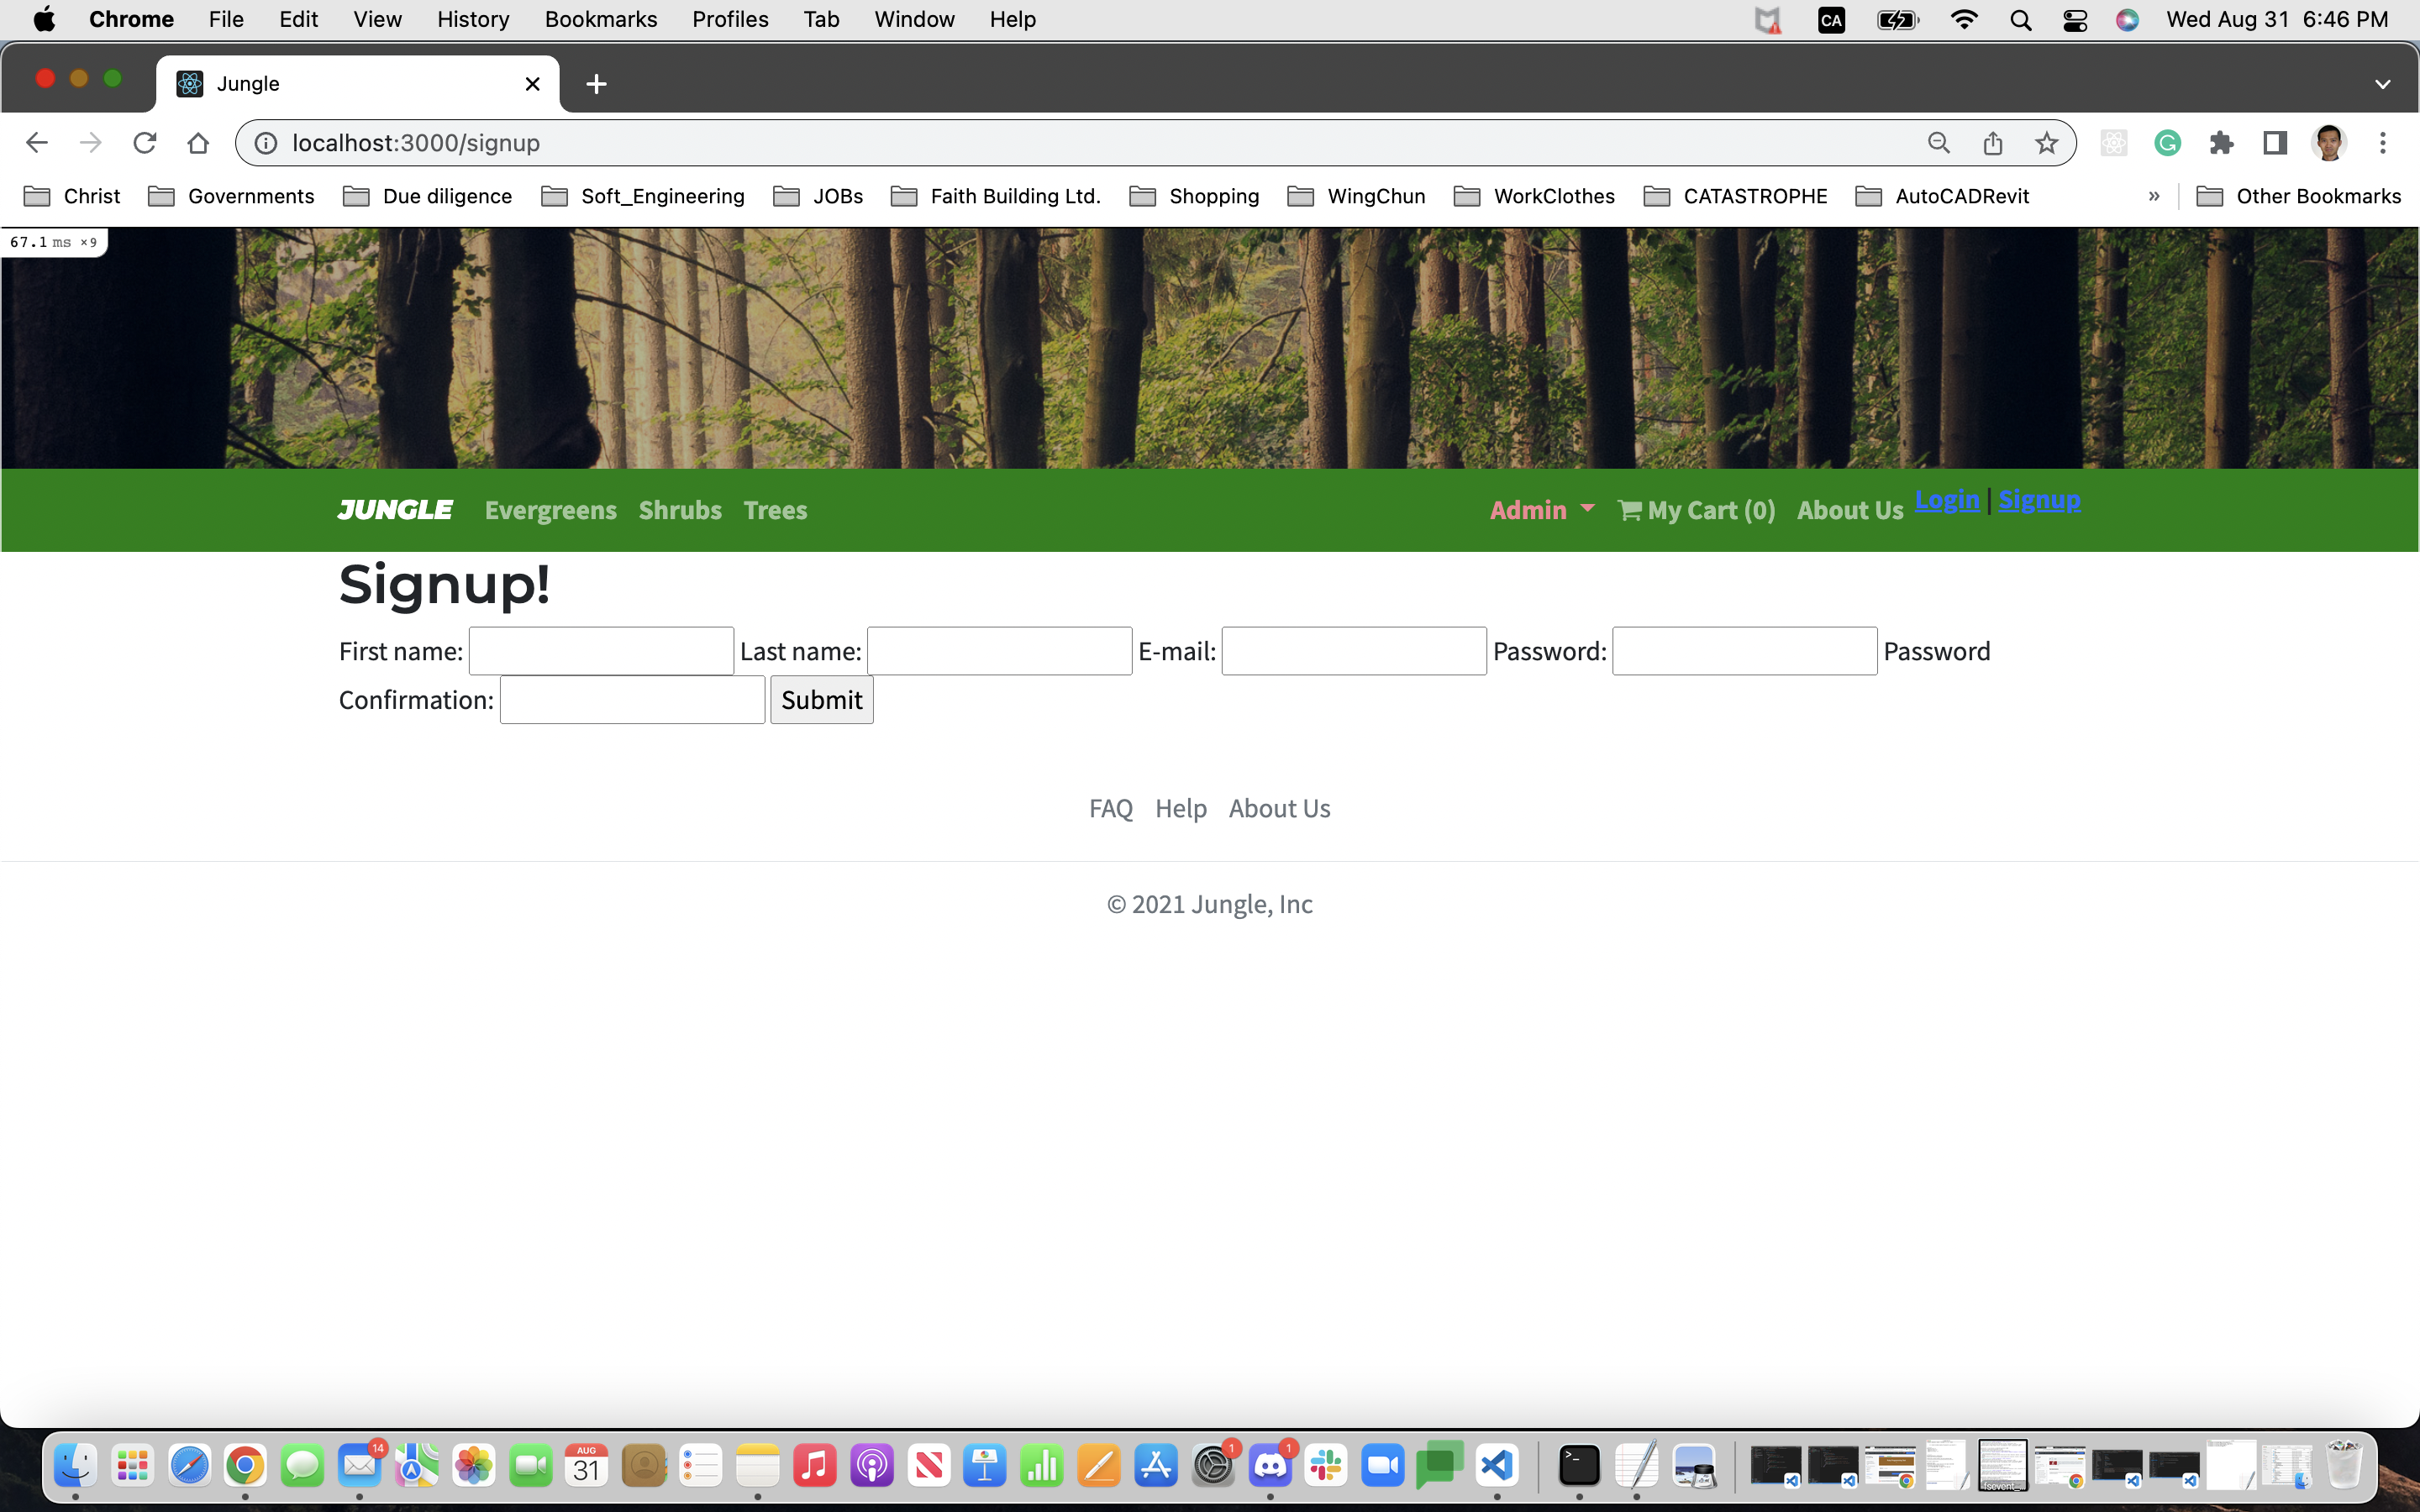 Chrome File Edit View History Bookmarks Profiles Tab Window Help CA Wed Aug 31 6:46 PM
Jungle
localhost:3000/signup
Christ Governments Due diligence Soft_Engineering JOBs Faith Building Ltd. Shopping WingChun WorkClothes CATASTROPHE AutoCADRevit » Other Bookmarks
67.1 ms ×9
JUNGLE Evergreens Shrubs Trees Admin My Cart (0) About Us Login | Signup
Signup!
First name: Last name: E-mail: Password: Password
Confirmation: Submit
FAQ Help About Us
© 2021 Jungle, Inc
14 AUG 31 1 1